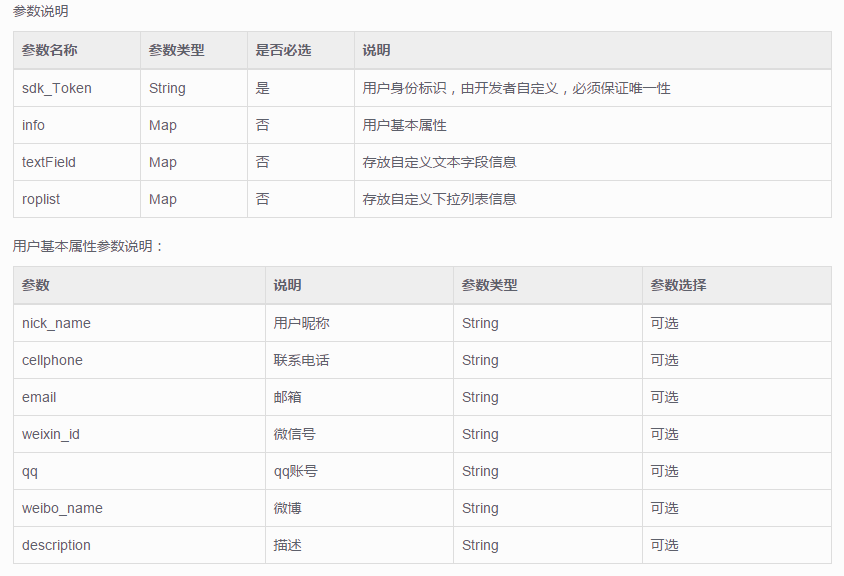 参数说明
参数名称 参数类型 是否必选 说明
sdk_Token String 是 用户身份标识，由开发者自定义，必须保证唯一性
info Map 否 用户基本属性
textField Map 否 存放自定义文本字段信息
roplist Map 否 存放自定义下拉列表信息
用户基本属性参数说明：
参数 说明 参数类型 参数选择
nick_name 用户昵称 String 可选
cellphone 联系电话 String 可选
email 邮箱 String 可选
weixin_id 微信号 String 可选
qq qq账号 String 可选
weibo_name 微博 String 可选
description 描述 String 可选